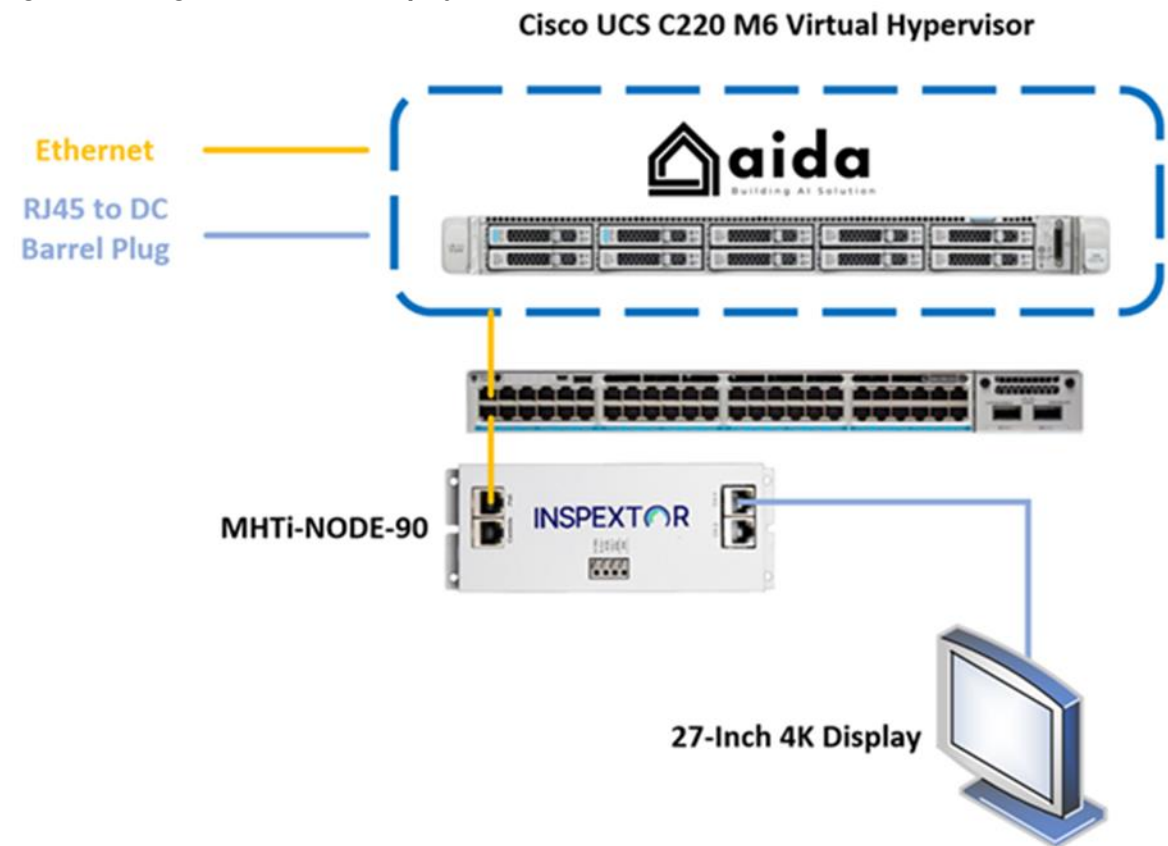 Cisco UCS C220 M6 Virtual Hypervisor
aida
Building AI Solution
Ethernet
RJ45 to DC
Barrel Plug
MHTi-NODE-90
INSPEXTOR
PoE
27-Inch 4K Display